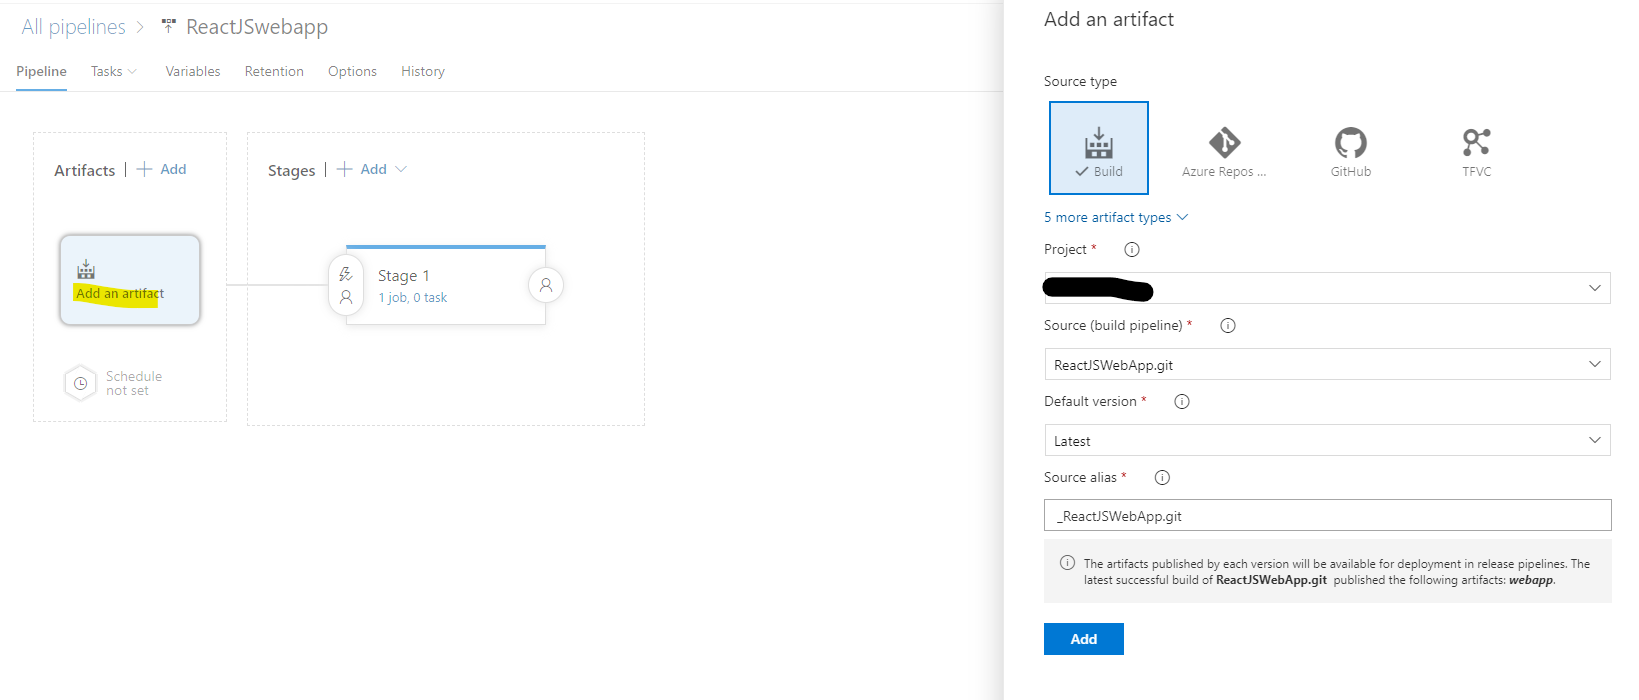 All pipelines > ReactJSwebapp
Pipeline Tasks Variables Retention Options History
Artifacts | + Add
Stages | + Add
Add an artifact
Schedule
not set
Stage 1
1 job, 0 task
Add an artifact
Source type
Build
Azure Repos ...
GitHub
TFVC
5 more artifact types
Project *
Source (build pipeline) *
ReactJSWebApp.git
Default version *
Latest
Source alias *
_ReactJSWebApp.git
The artifacts published by each version will be available for deployment in release pipelines. The
latest successful build of ReactJSWebApp.git published the following artifacts: webapp.
Add